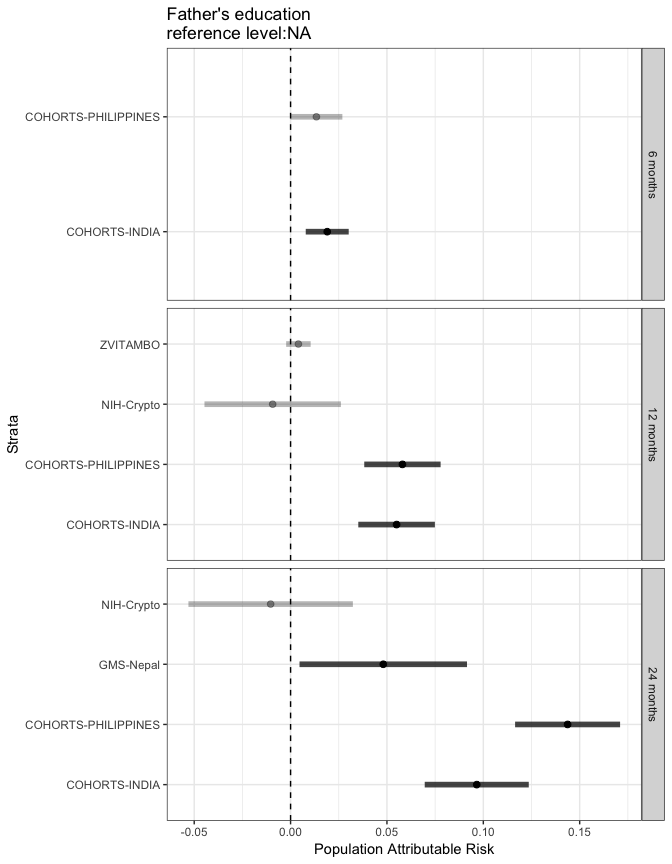 Father's education
reference level:NA
COHORTS-PHILIPPINES
COHORTS-INDIA
6 months
ZVITAMBO
NIH-Crypto
COHORTS-PHILIPPINES
COHORTS-INDIA
12 months
NIH-Crypto
GMS-Nepal
COHORTS-PHILIPPINES
COHORTS-INDIA
24 months
Strata
-0.05 0.00 0.05 0.10 0.15
Population Attributable Risk